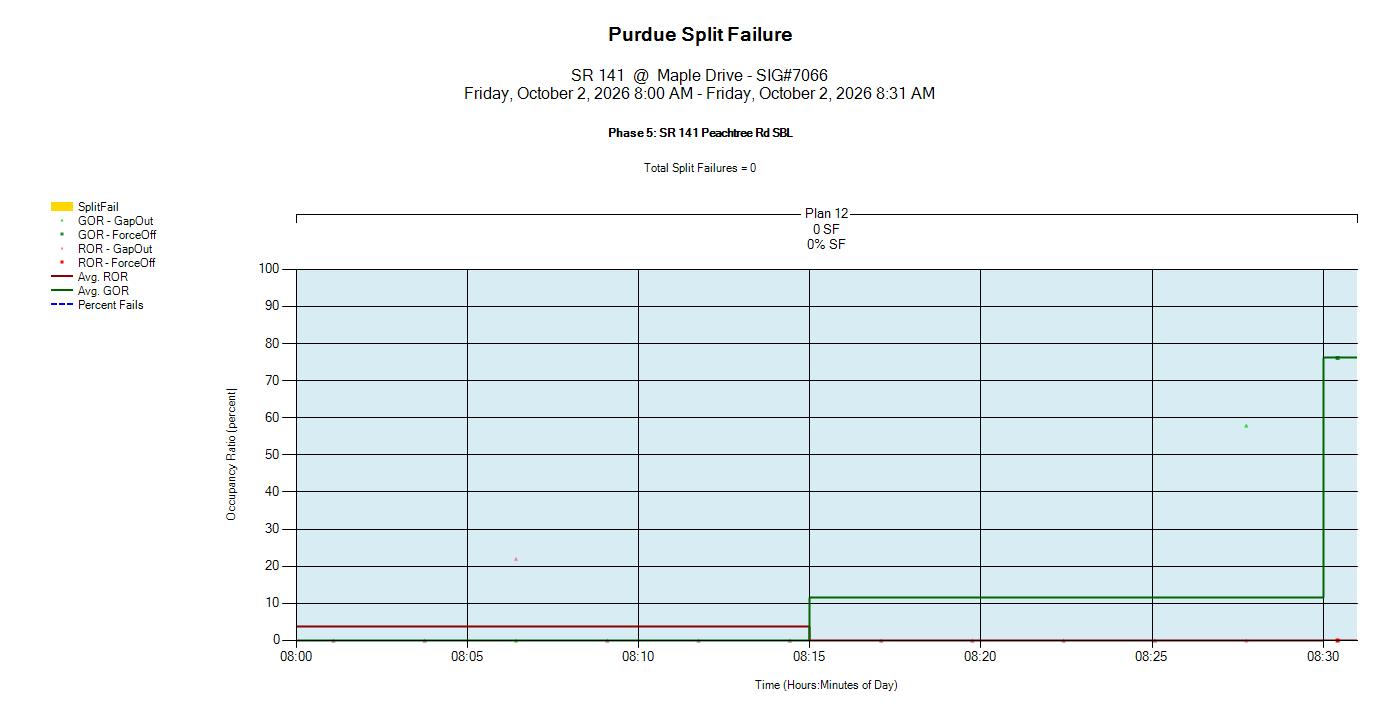 Purdue Split Failure
SR 141 @ Maple Drive - SIG#7066
Friday, October 2, 2026 8:00 AM - Friday, October 2, 2026 8:31 AM
Phase 5: SR 141 Peachtree Rd SBL
Total Split Failures = 0
SplitFail
GOR - GapOut
GOR - ForceOff
ROR - GapOut
ROR - ForceOff
Avg. ROR
Avg. GOR
Percent Fails
Plan 12
0 SF
0% SF
Occupancy Ratio (percent)
100
90
80
70
60
50
40
30
20
10
0
08:00 08:05 08:10 08:15 08:20 08:25 08:30
Time (Hours:Minutes of Day)